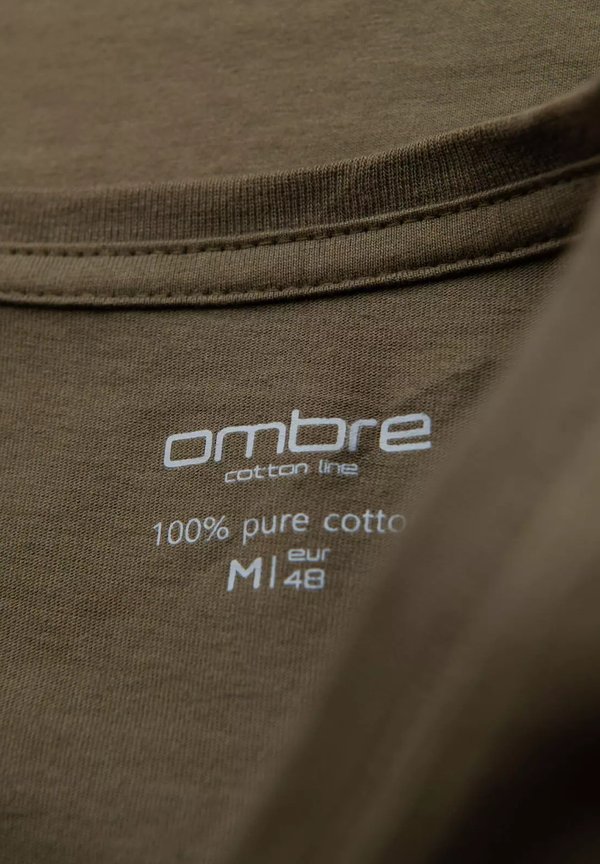 ombre
cotton line
100% pure cotto
M | eur 48